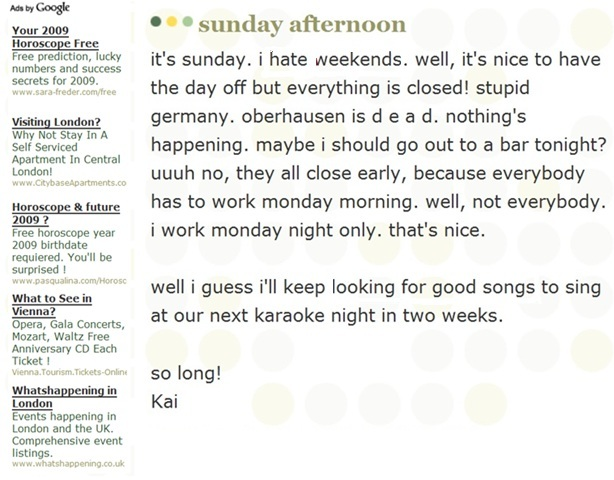 Ads by Google
Your 2009
Horoscope Free
Free prediction, lucky
numbers and success
secrets for 2009.
www.sara-freder.com/free
Visiting London?
Why Not Stay In A
Self Serviced
Apartment In Central
London!
www.CitybaseApartments.co
Horoscope & future
2009 ?
Free horoscope year
2009 birthdate
requiered. You'll be
surprised !
www.pasqualina.com/Horosc
What to See in
Vienna?
Opera, Gala Concerts,
Mozart, Waltz Free
Anniversary CD Each
Ticket !
Vienna.Tourism.Tickets-Online
Whatshappening in
London
Events happening in
London and the UK.
Comprehensive event
listings.
www.whatshappening.co.uk
sunday afternoon
it's sunday. i hate weekends. well, it's nice to have
the day off but everything is closed! stupid
germany. oberhausen is d e a d. nothing's
happening. maybe i should go out to a bar tonight?
uuuh no, they all close early, because everybody
has to work monday morning. well, not everybody.
i work monday night only. that's nice.
well i guess i'll keep looking for good songs to sing
at our next karaoke night in two weeks.
so long!
Kai